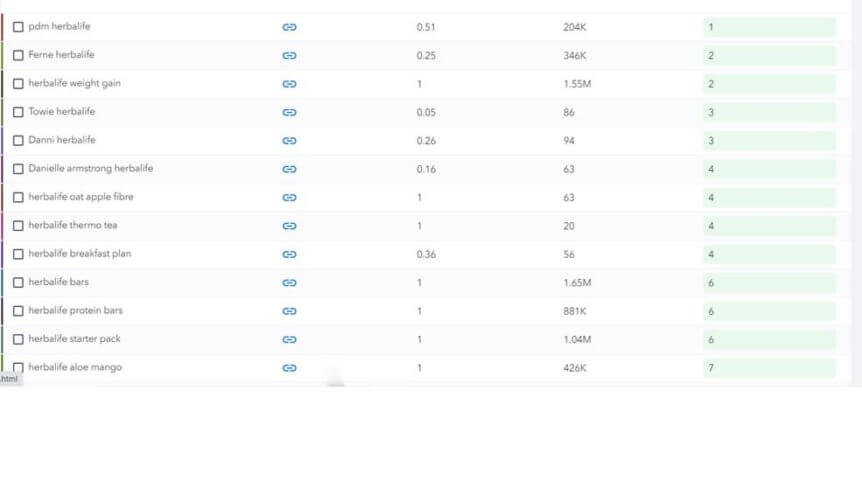 pdm herbalife 0.51 204K 1
Ferne herbalife 0.25 346K 2
herbalife weight gain 1 1.55M 2
Towie herbalife 0.05 86 3
Danni herbalife 0.26 94 3
Danielle armstrong herbalife 0.16 63 4
herbalife oat apple fibre 1 63 4
herbalife thermo tea 1 20 4
herbalife breakfast plan 0.36 56 4
herbalife bars 1 1.65M 6
herbalife protein bars 1 881K 6
herbalife starter pack 1 1.04M 6
herbalife aloe mango 1 426K 7
.html